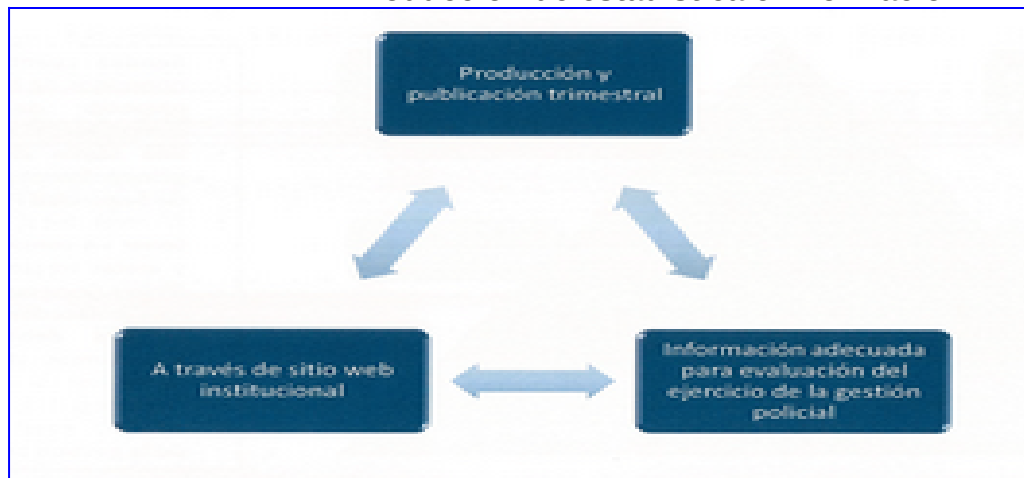 Producción y
publicación trimestral
A través de sitio web
institucional
Información adecuada
para evaluación del
ejercicio de la gestión
policial